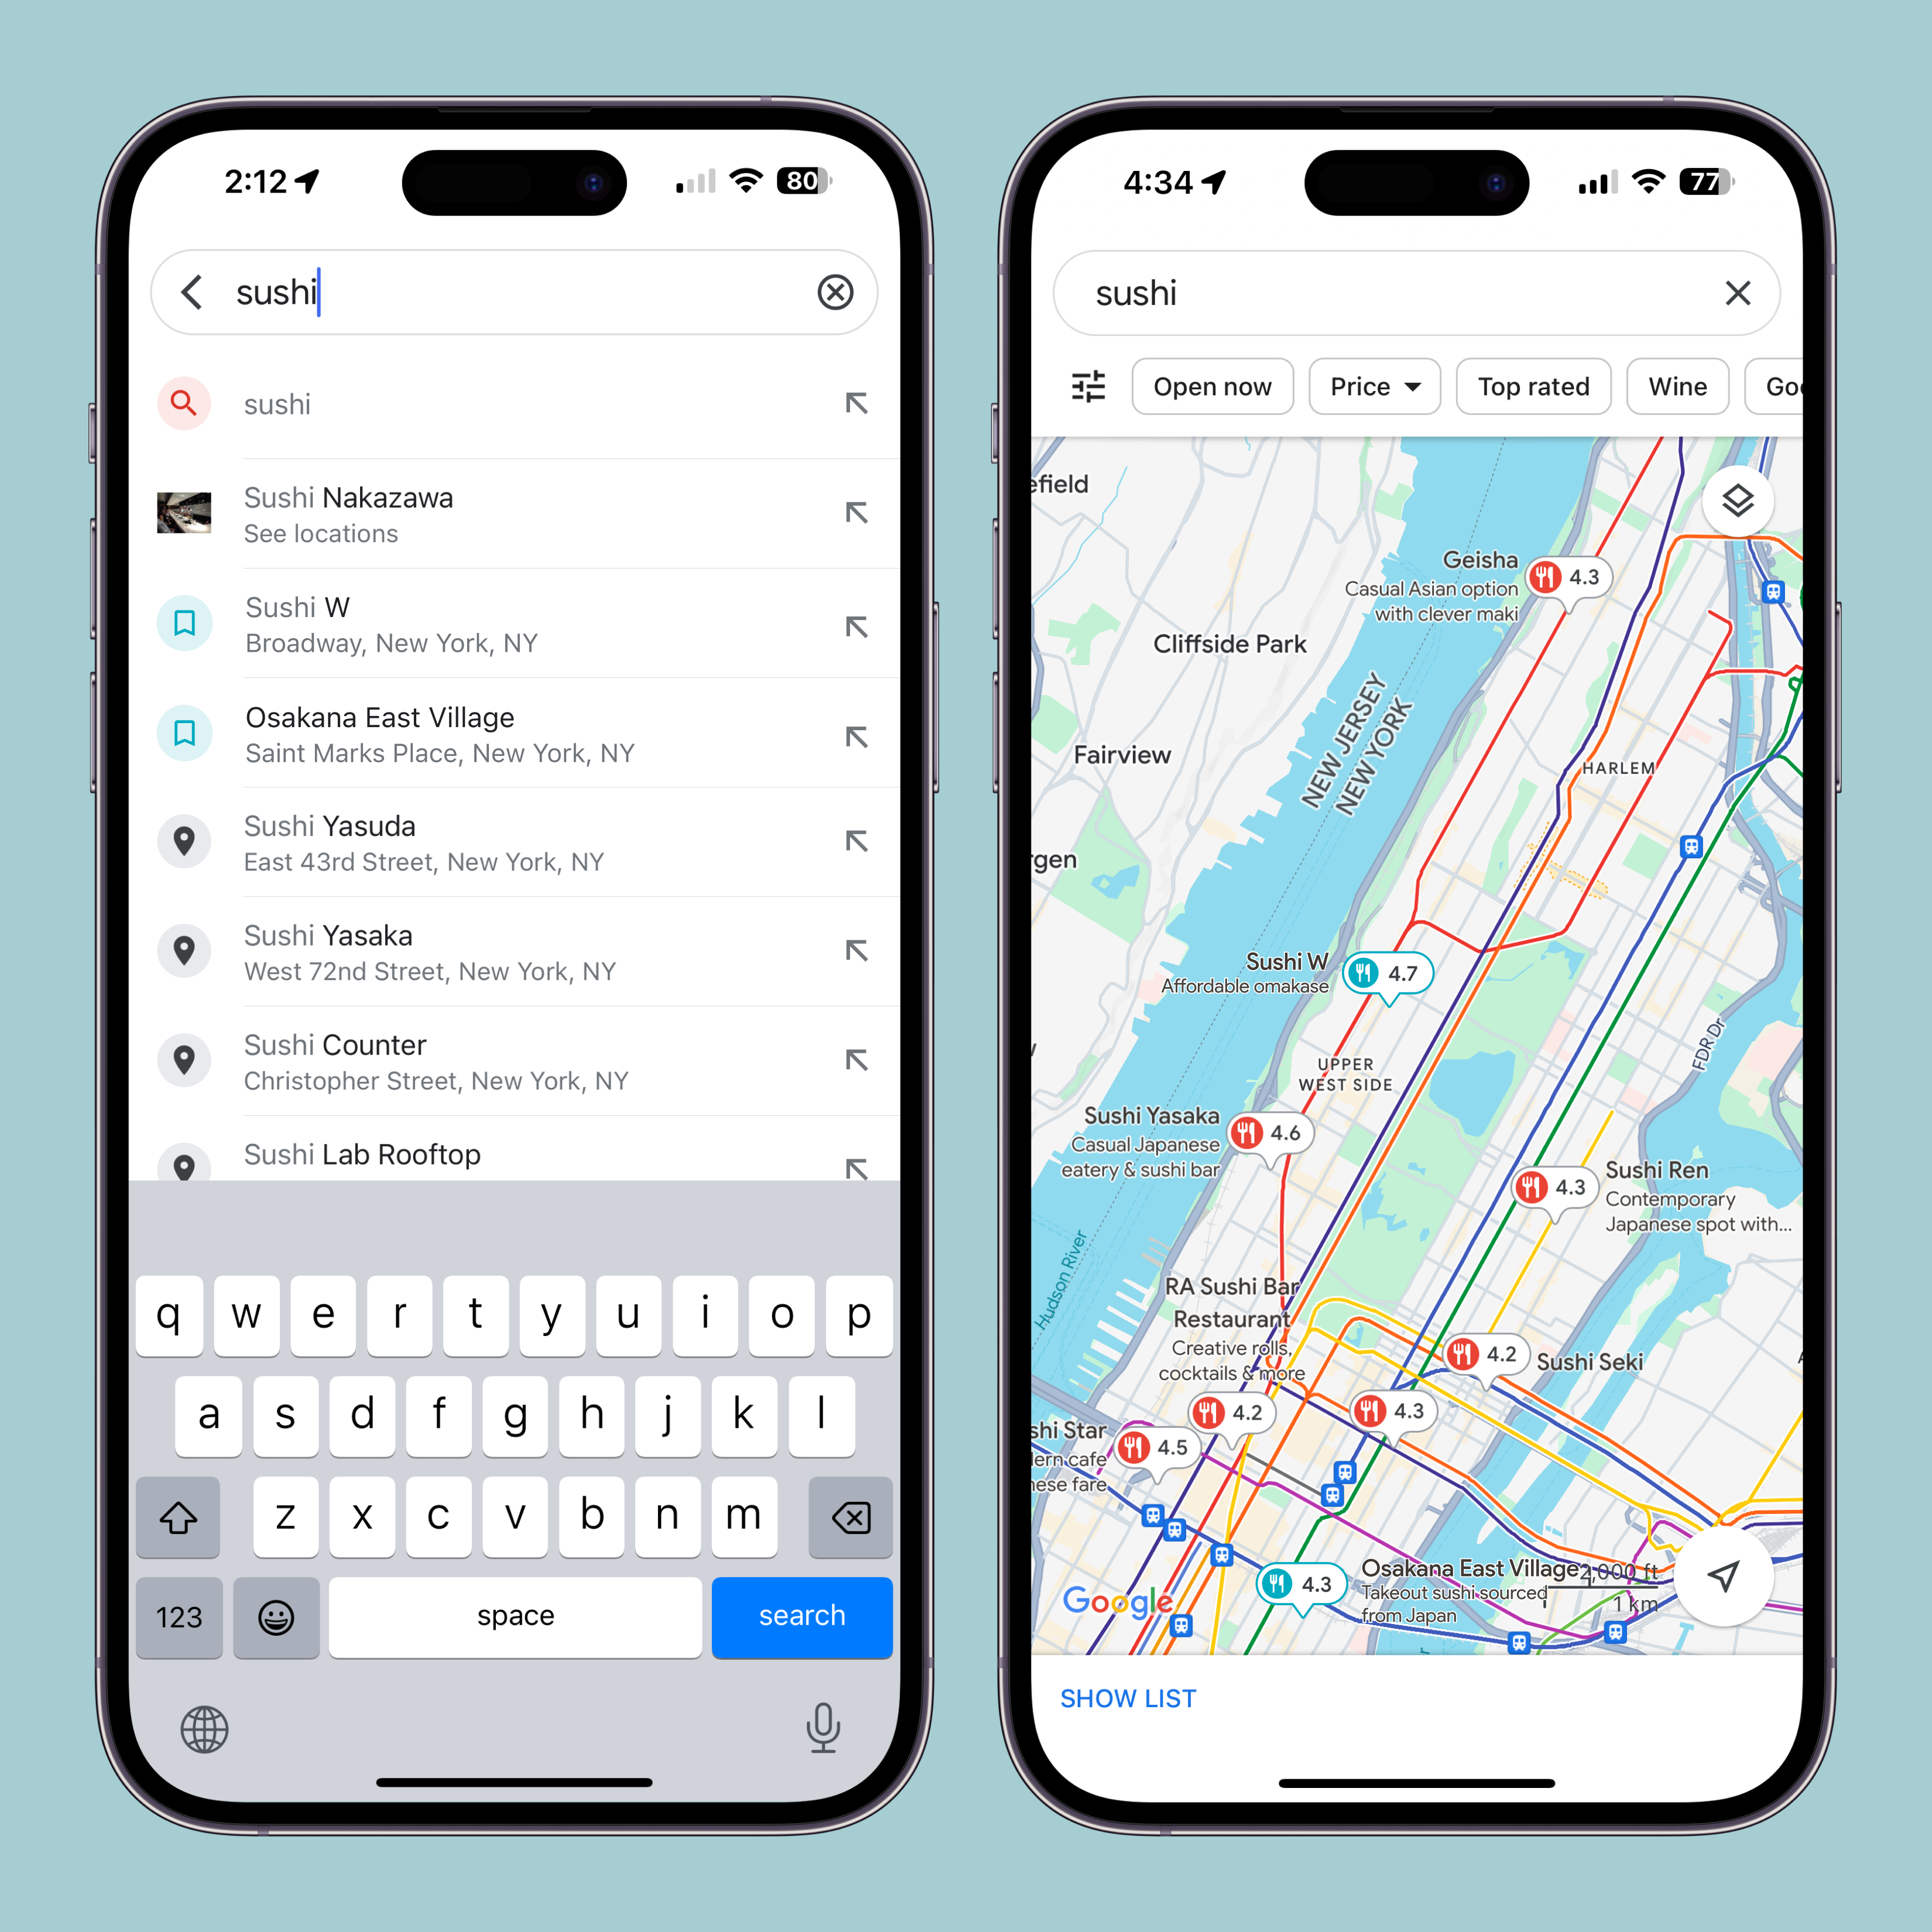 2:12
80
sushi
sushi
Sushi Nakazawa
See locations
Sushi W
Broadway, New York, NY
Osakana East Village
Saint Marks Place, New York, NY
Sushi Yasuda
East 43rd Street, New York, NY
Sushi Yasaka
West 72nd Street, New York, NY
Sushi Counter
Christopher Street, New York, NY
Sushi Lab Rooftop
q w e r t y u i o p
a s d f g h j k l
z x c v b n m
123 space search
4:34
77
sushi
Open now Price Top rated Wine Goo
efield
Geisha 4.3
Casual Asian option
with clever maki
Cliffside Park
NEW JERSEY
NEW YORK
Fairview
HARLEM
rgen
Sushi W 4.7
Affordable omakase
FDR Dr
UPPER
WEST SIDE
Sushi Yasaka 4.6
Casual Japanese
eatery & sushi bar
Sushi Ren
4.3
Contemporary
Japanese spot with...
Hudson River
RA Sushi Bar
Restaurant
Creative rolls,
cocktails & more
4.2
4.2 Sushi Seki
4.3
shi Star
4.5
lern cafe
nese fare
Osakana East Village
4.3
Takeout sushi sourced
from Japan
2,000 ft
1 km
Google
SHOW LIST